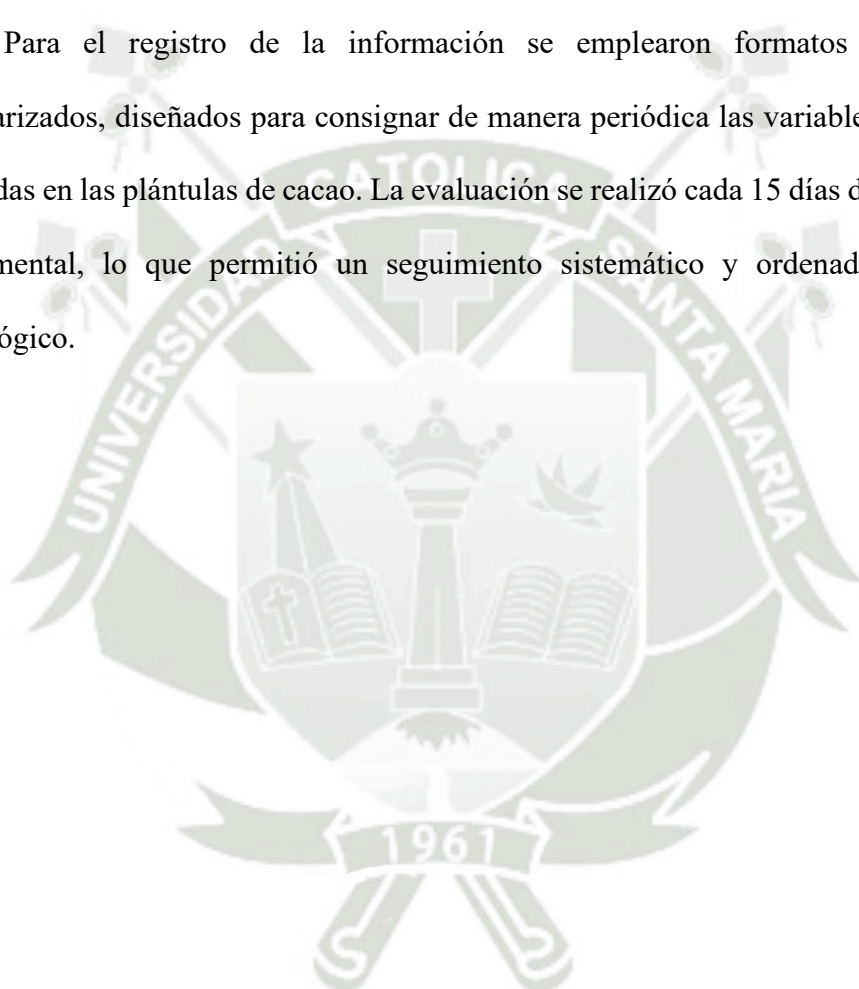 Para el registro de la información se emplearon formatos
arizados, diseñados para consignar de manera periódica las variable
das en las plántulas de cacao. La evaluación se realizó cada 15 días d
mental, lo que permitió un seguimiento sistemático y ordenad
ógico.
UNIVERSIDAD CATOLICA SANTA MARIA
1961